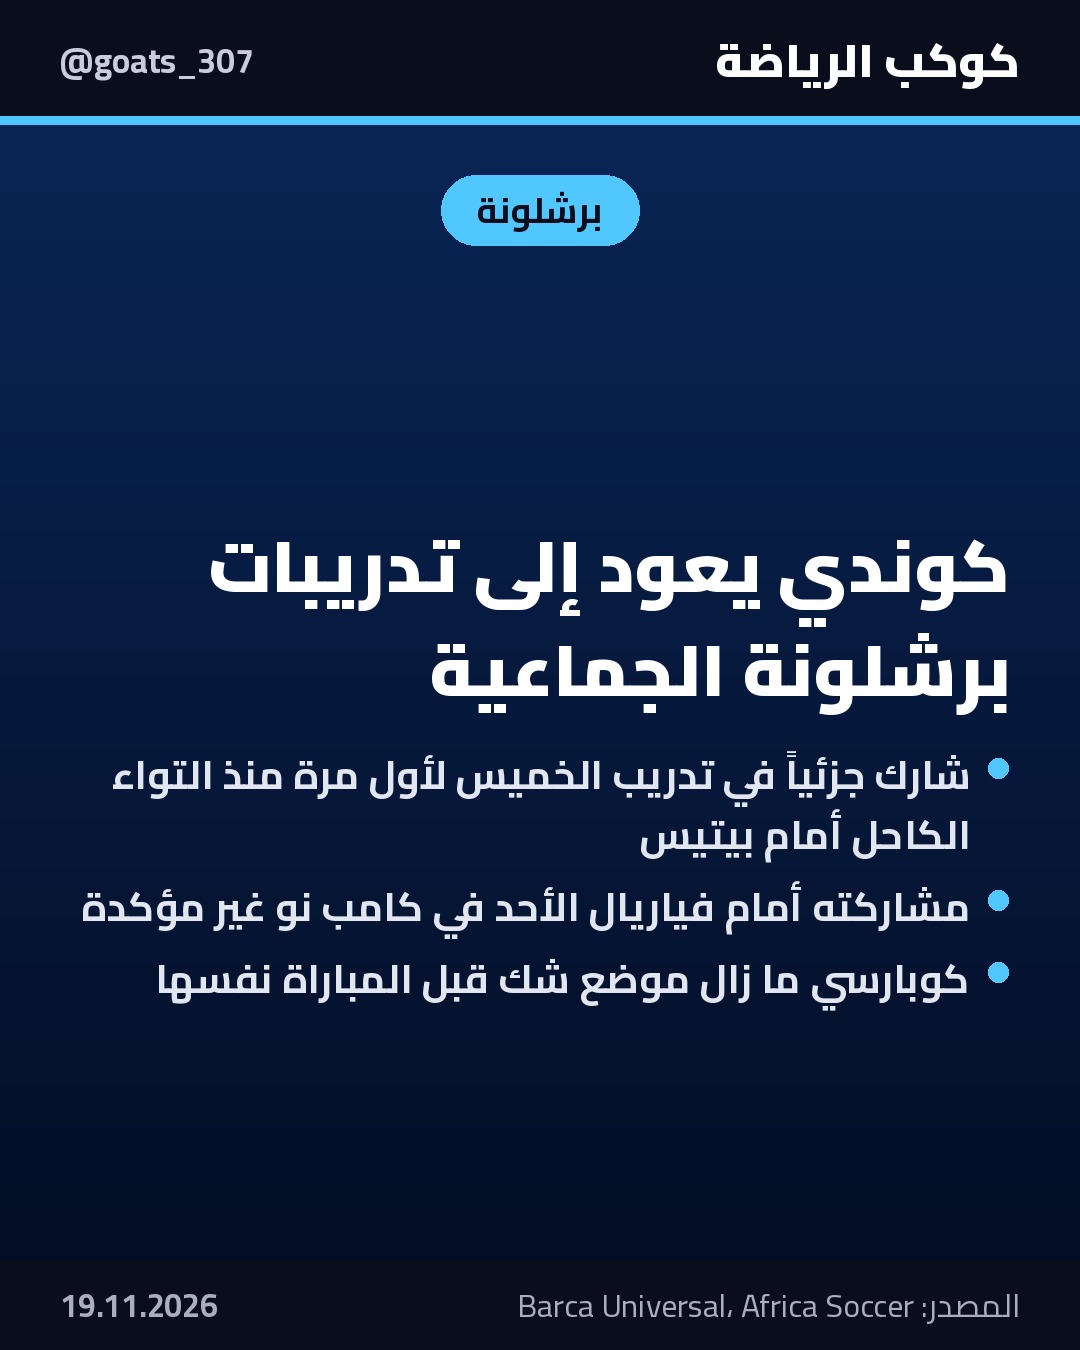 كوكب الرياضة
@goats_307
برشلونة
كوندي يعود إلى تدريبات
برشلونة الجماعية
شارك جزئياً في تدريب الخميس لأول مرة منذ التواء
الكاحل أمام بيتيس
مشاركته أمام فياريال الأحد في كامب نو غير مؤكدة
كوبارسي ما زال موضع شك قبل المباراة نفسها
المصدر: Barca Universal، Africa Soccer
19.11.2026